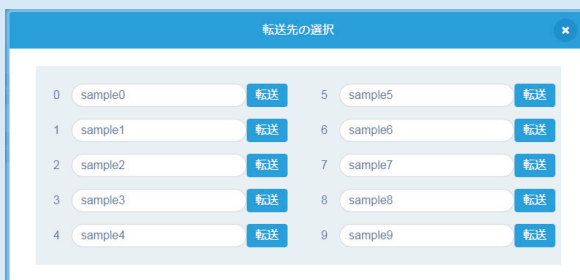 転送先の選択
0 sample0 転送 5 sample5 転送
1 sample1 転送 6 sample6 転送
2 sample2 転送 7 sample7 転送
3 sample3 転送 8 sample8 転送
4 sample4 転送 9 sample9 転送